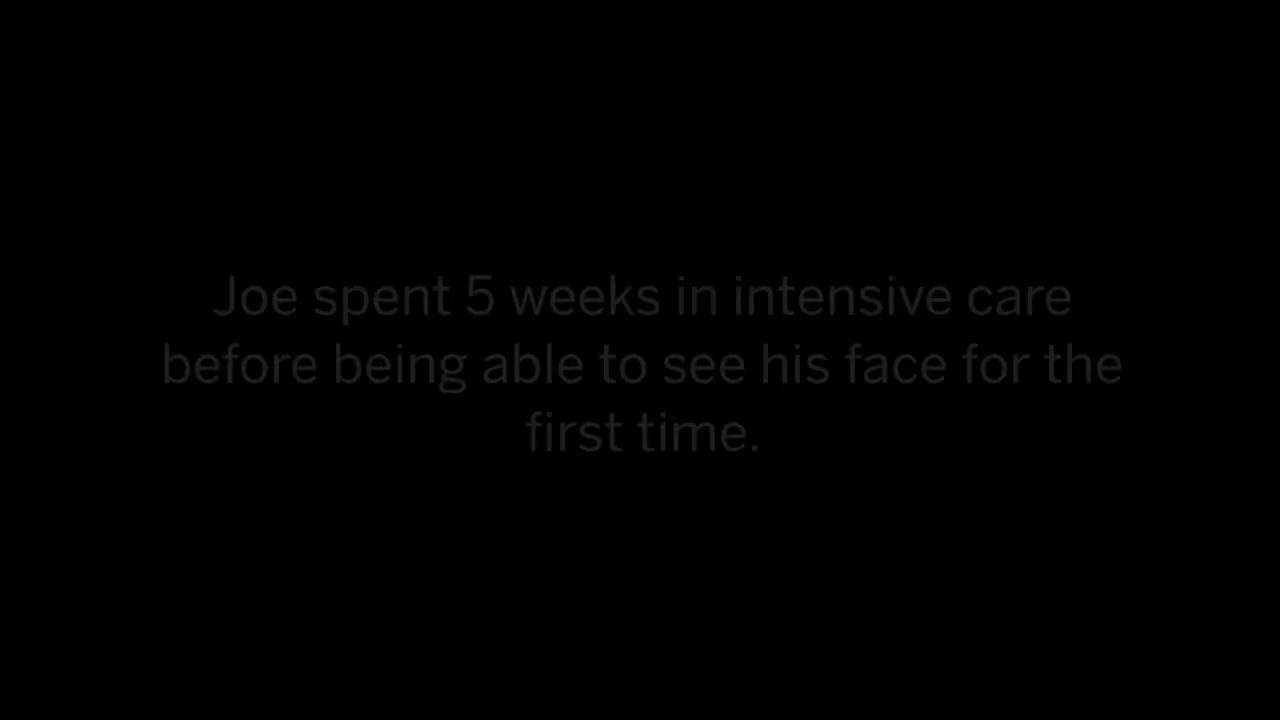 Joe spent 5 weeks in intensive care
before being able to see his face for the
first time.